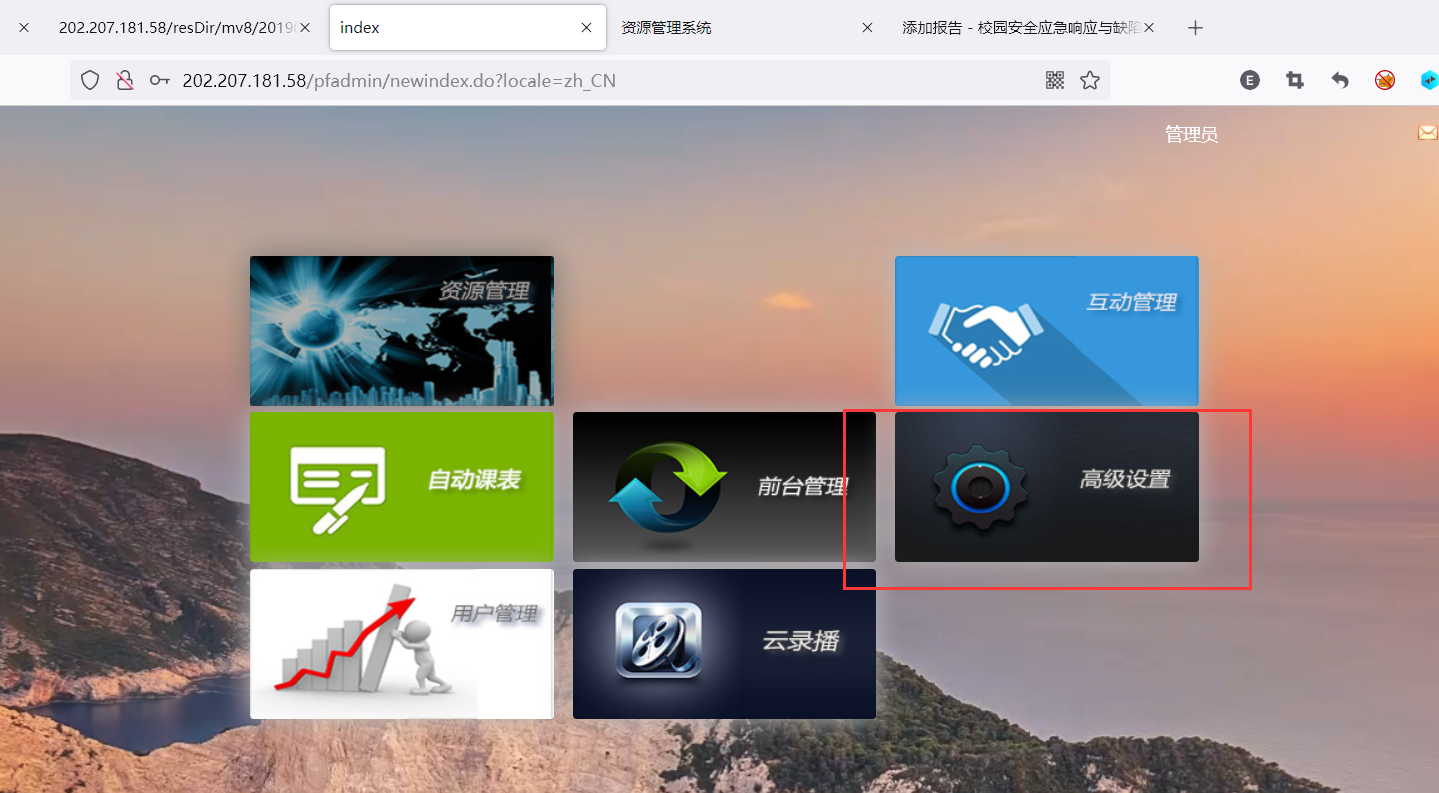 202.207.181.58/resDir/mv8/2019
index
资源管理系统
添加报告 - 校园安全应急响应与缺陷
202.207.181.58/pfadmin/newindex.do?locale=zh_CN
E
管理员
资源管理
互动管理
自动课表
前台管理
高级设置
用户管理
云录播